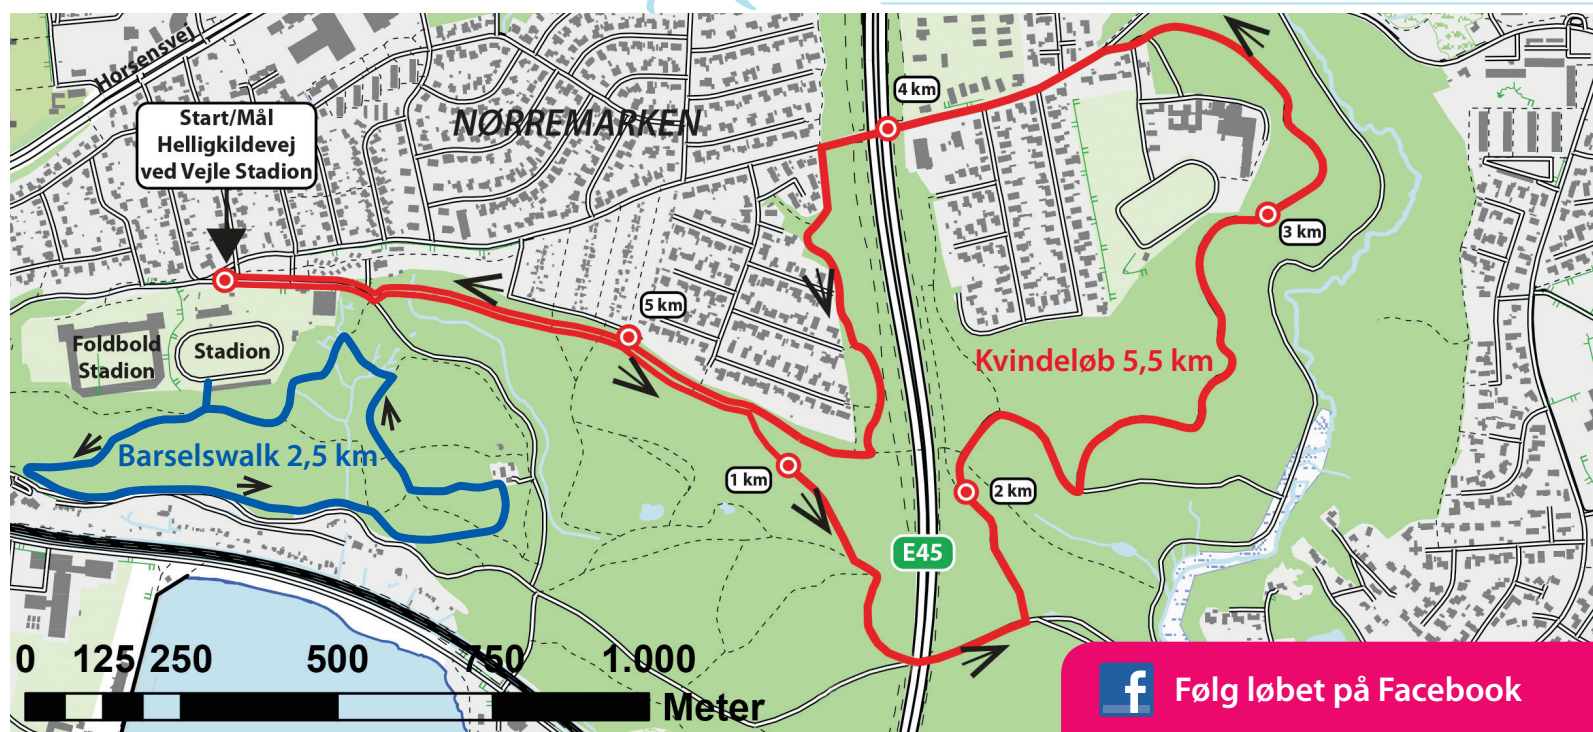 Horsensvej
Start/Mål
Helligkildevej
ved Vejle Stadion
NØRREMARKEN
4 km
3 km
5 km
Foldbold
Stadion
Stadion
Kvindeløb 5,5 km
Barselswalk 2,5 km
1 km
2 km
E45
0 125 250 500 750 1.000
Meter
f
Følg løbet på Facebook